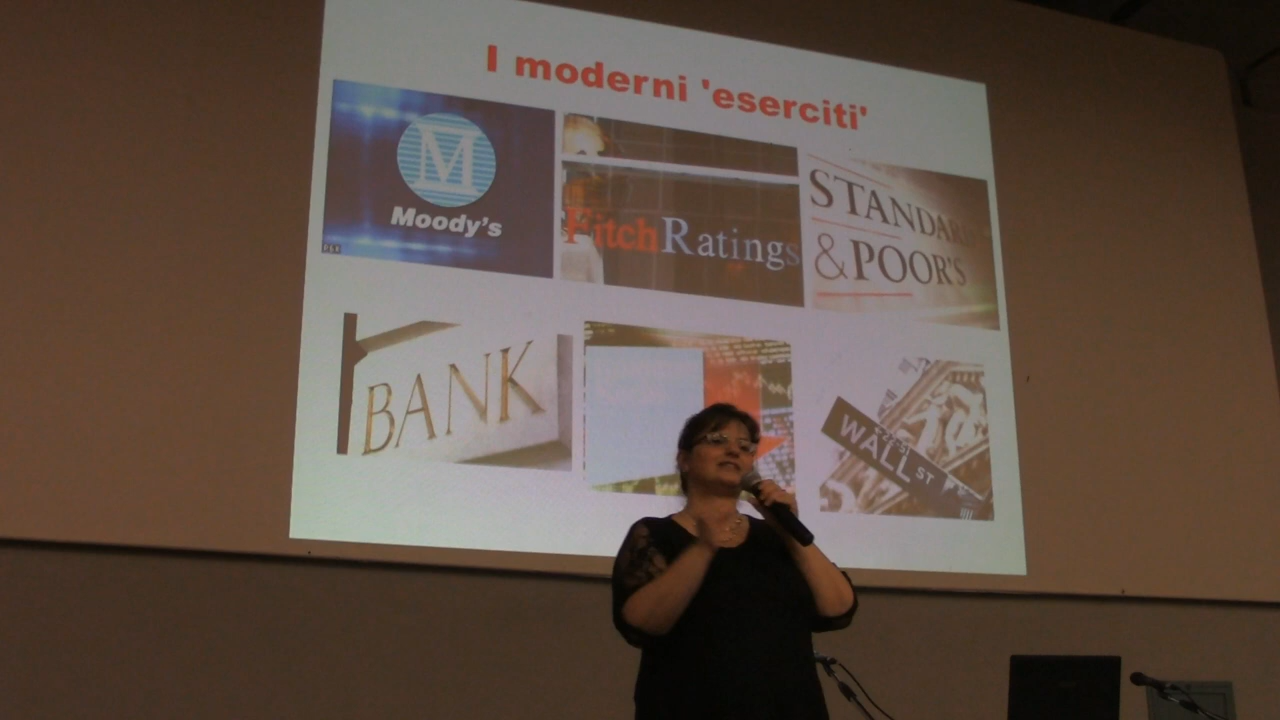 I moderni 'eserciti'
M
Moody's
FitchRatings
STANDARD
& POOR'S
BANK
WALL ST